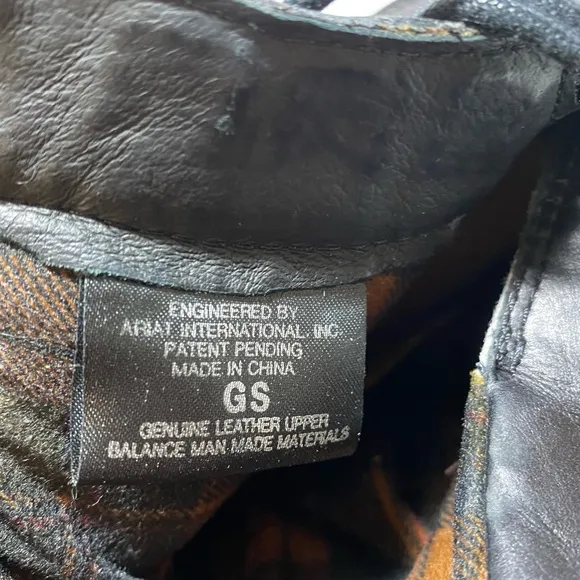 ENGINEERED BY
ARIAT INTERNATIONAL, INC.
PATENT PENDING
MADE IN CHINA
GS
GENUINE LEATHER UPPER
BALANCE MAN MADE MATERIALS